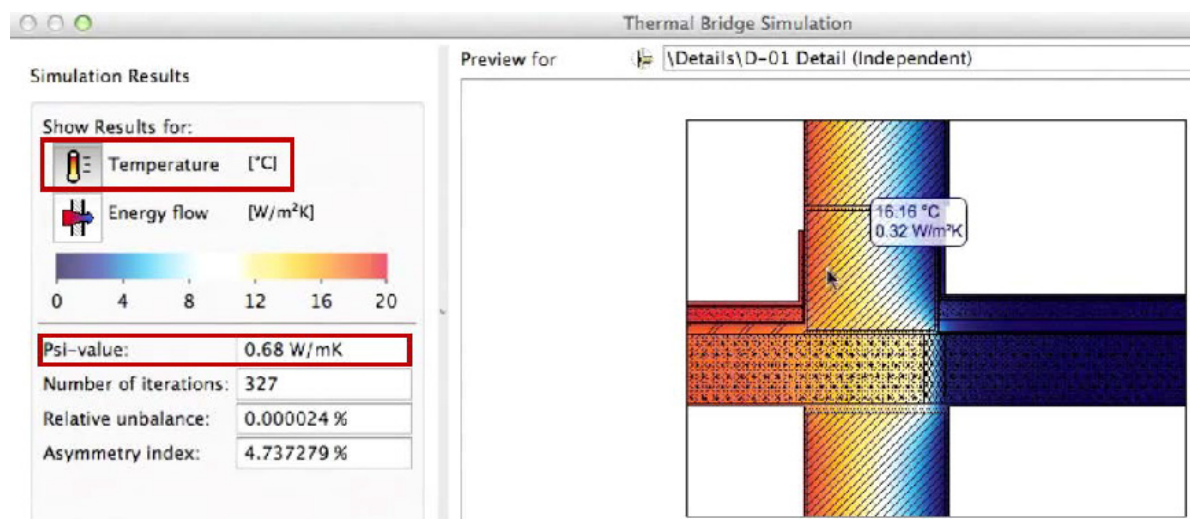 Thermal Bridge Simulation
Simulation Results
Show Results for:
Temperature [°C]
Energy flow [W/m²K]
0 4 8 12 16 20
Psi-value: 0.68 W/mK
Number of iterations: 327
Relative unbalance: 0.000024 %
Asymmetry index: 4.737279 %
Preview for \Details\D-01 Detail (Independent)
16.16 °C
0.32 W/m²K